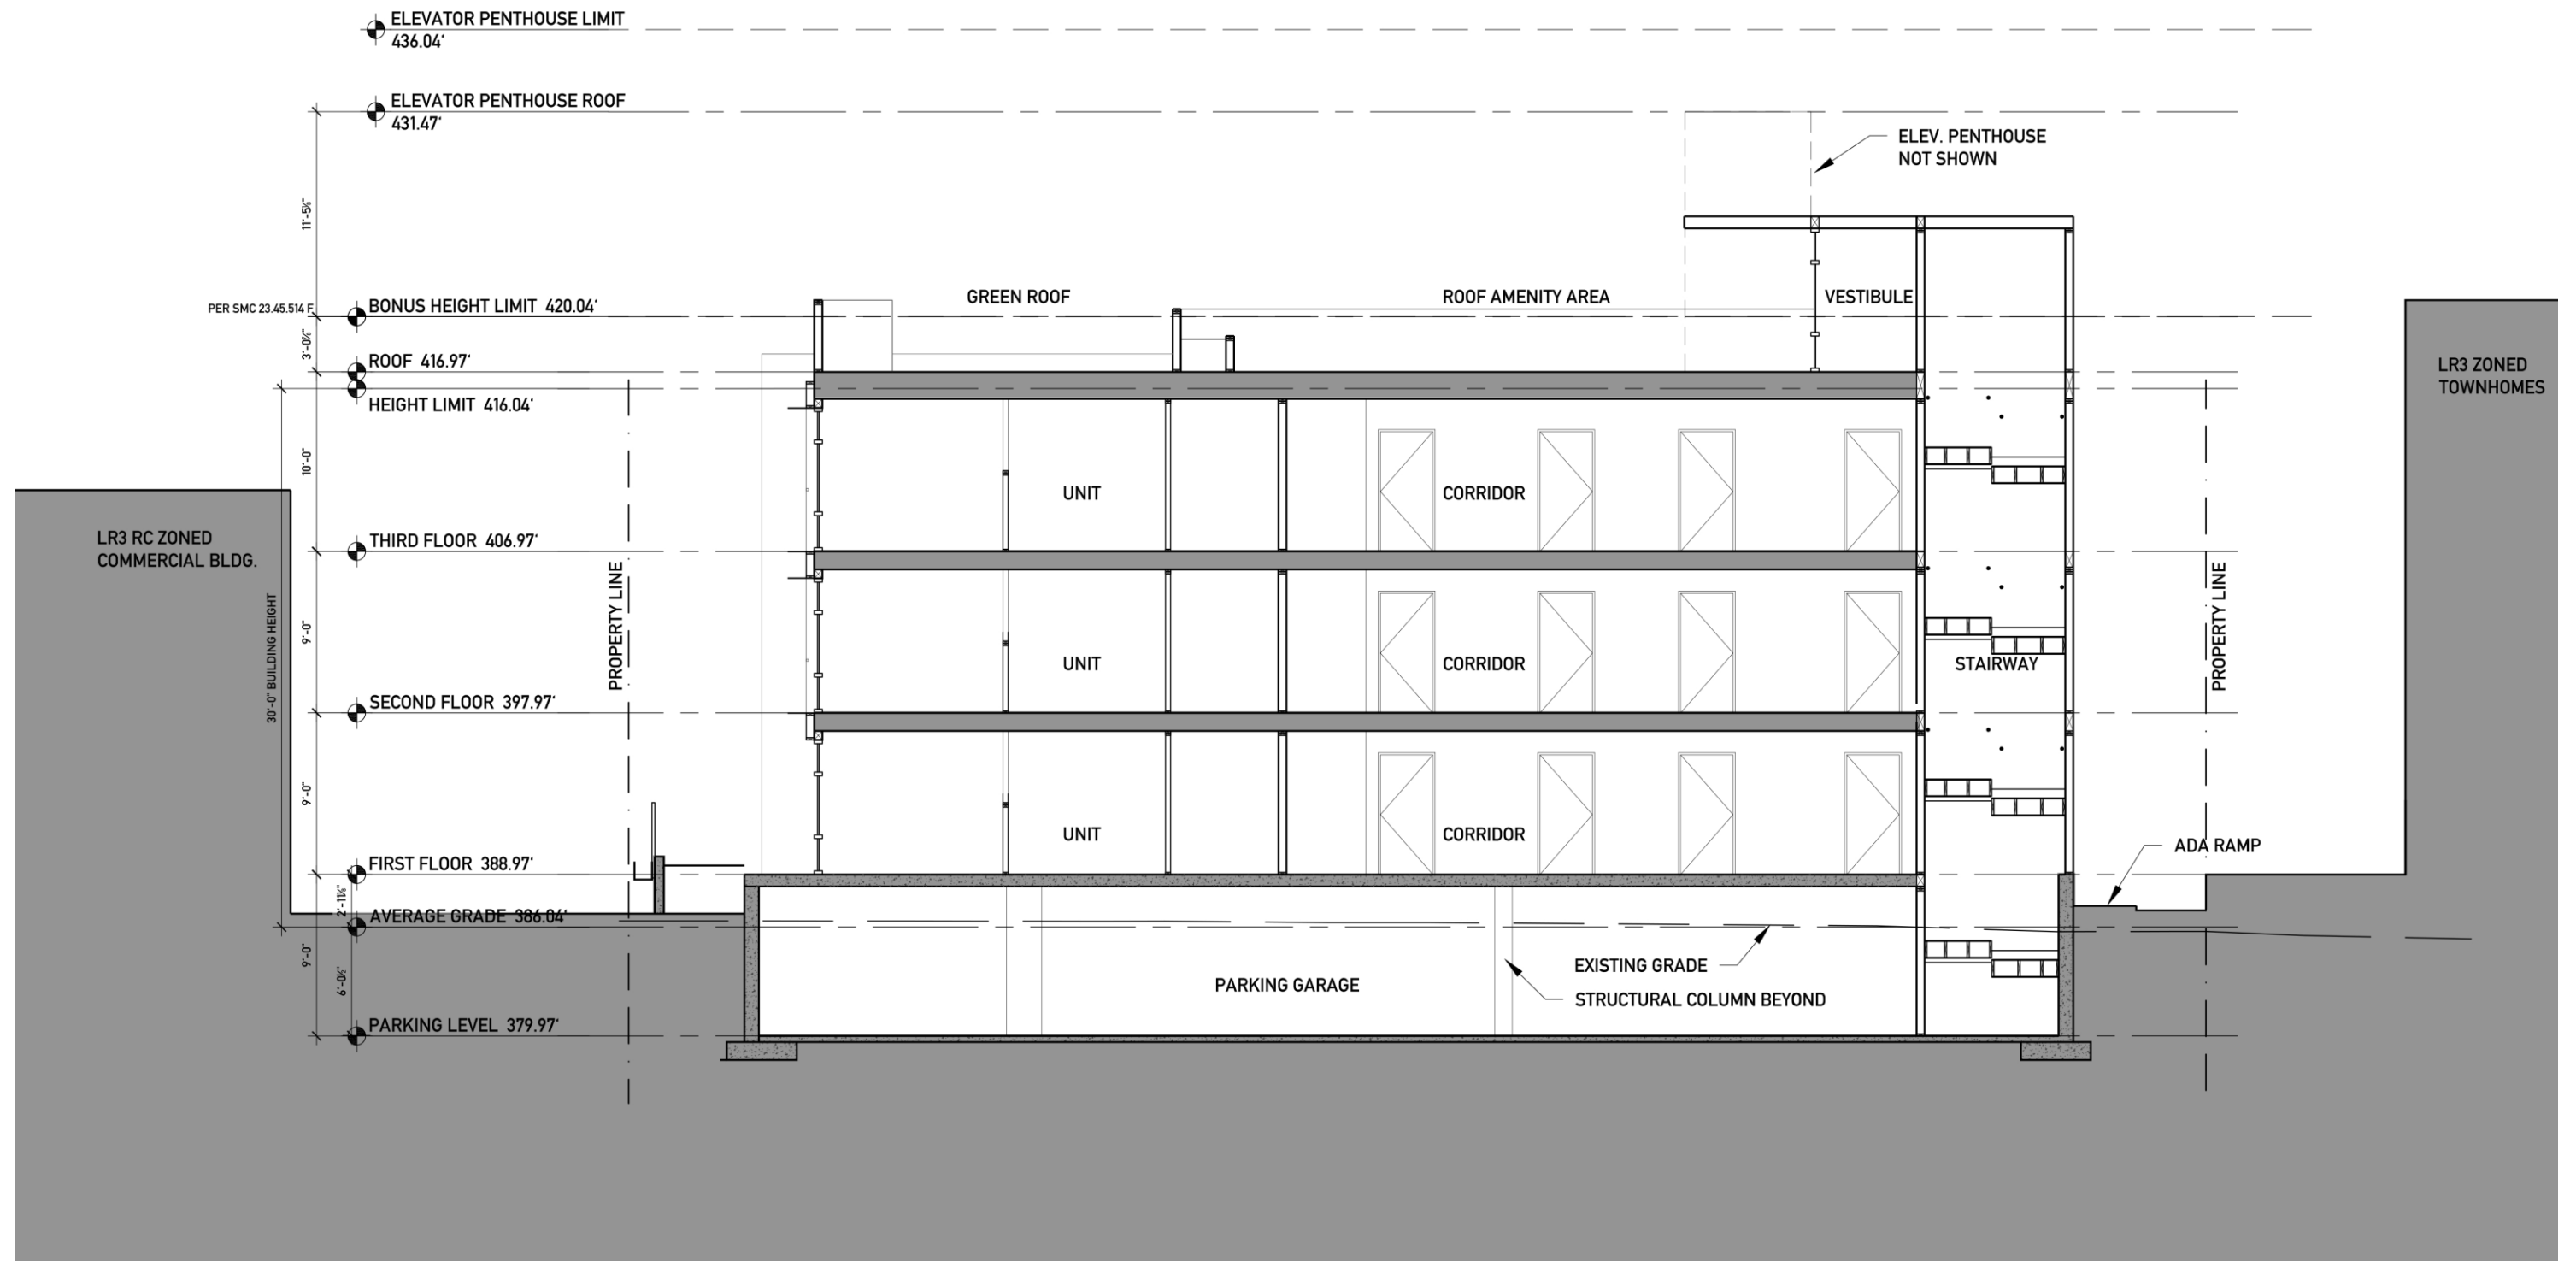 ELEVATOR PENTHOUSE LIMIT
436.04'
ELEVATOR PENTHOUSE ROOF
431.47'
ELEV. PENTHOUSE
NOT SHOWN
11'-5⅛"
PER SMC 23.45.514 F.
BONUS HEIGHT LIMIT 420.04'
GREEN ROOF
ROOF AMENITY AREA
VESTIBULE
ROOF 416.97'
HEIGHT LIMIT 416.04'
LR3 ZONED
TOWNHOMES
10'-0"
UNIT
CORRIDOR
LR3 RC ZONED
COMMERCIAL BLDG.
THIRD FLOOR 406.97'
PROPERTY LINE
PROPERTY LINE
30'-0" BUILDING HEIGHT
9'-0"
UNIT
CORRIDOR
STAIRWAY
SECOND FLOOR 397.97'
9'-0"
UNIT
CORRIDOR
ADA RAMP
FIRST FLOOR 388.97'
AVERAGE GRADE 386.04'
9'-0"
6'-0½"
EXISTING GRADE
PARKING GARAGE
STRUCTURAL COLUMN BEYOND
PARKING LEVEL 379.97'